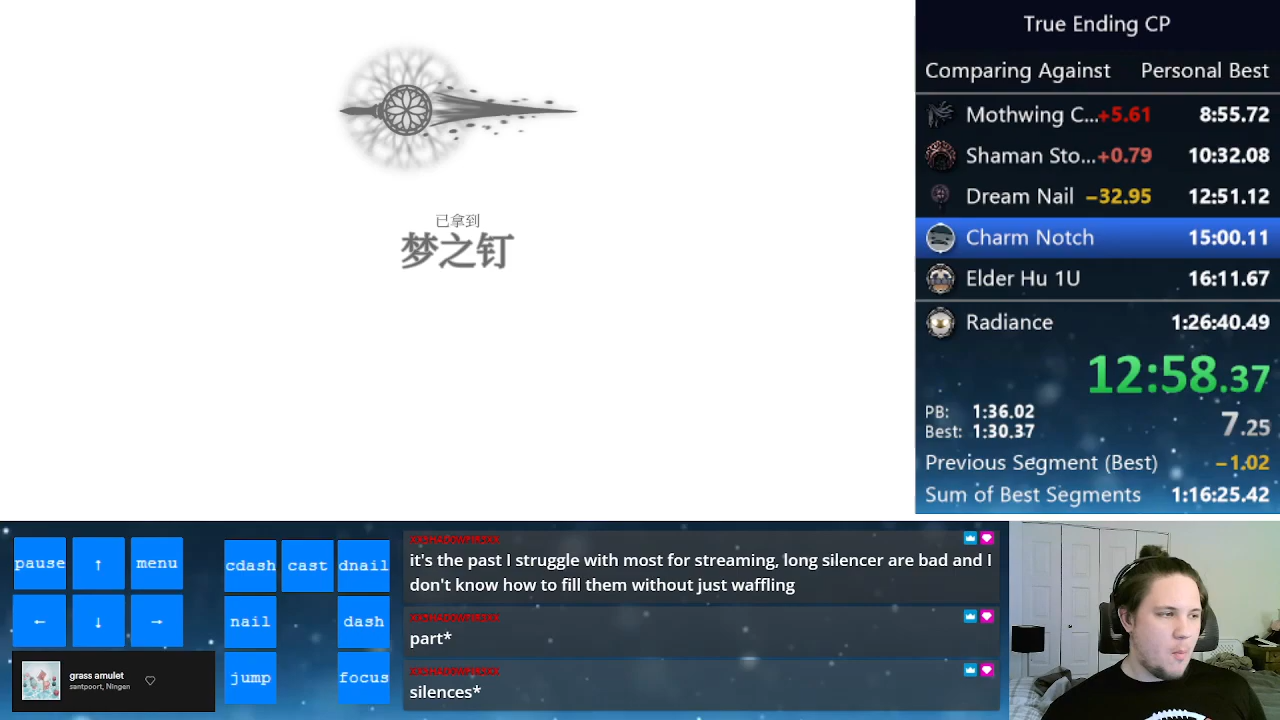 已拿到
梦之钉
True Ending CP
Comparing Against Personal Best
Mothwing C... +5.61 8:55.72
Shaman Sto... +0.79 10:32.08
Dream Nail −32.95 12:51.12
Charm Notch 15:00.11
Elder Hu 1U 16:11.67
Radiance 1:26:40.49
12:58.37
PB: 1:36.02
Best: 1:30.37
7.25
Previous Segment (Best) −1.02
Sum of Best Segments 1:16:25.42
pause ↑ menu
← ↓ →
cdash cast dnail
nail dash
jump focus
grass amulet
santpoort, Ningen
it's the past I struggle with most for streaming, long silencer are bad and I
don't know how to fill them without just waffling
part*
silences*